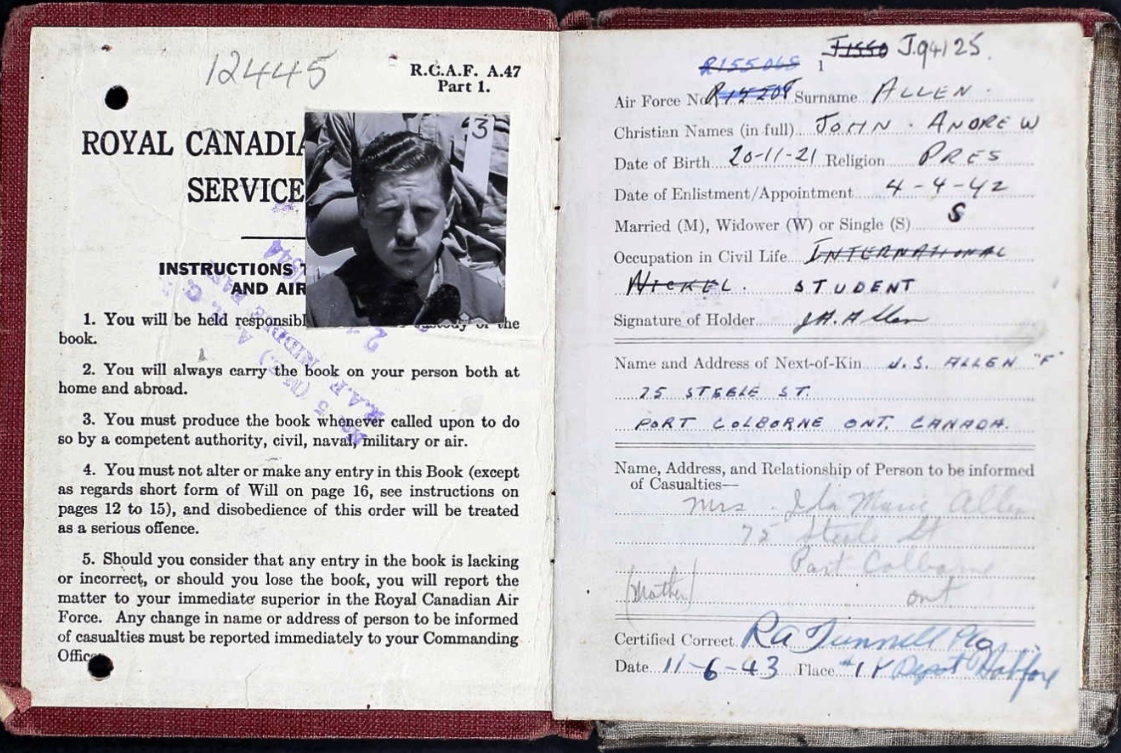 12445
R.C.A.F. A.47
Part 1.
3
ROYAL CANADIA
SERVICE
INSTRUCTIONS T
AND AIR
1. You will be held responsibl custody of the
book.
2. You will always carry the book on your person both at
home and abroad.
3. You must produce the book whenever called upon to do
so by a competent authority, civil, naval, military or air.
4. You must not alter or make any entry in this Book (except
as regards short form of Will on page 16, see instructions on
pages 12 to 15), and disobedience of this order will be treated
as a serious offence.
5. Should you consider that any entry in the book is lacking
or incorrect, or should you lose the book, you will report the
matter to your immediate superior in the Royal Canadian Air
Force. Any change in name or address of person to be informed
of casualties must be reported immediately to your Commanding
Office
R155065 1 J.94125.
Air Force No. Surname ALLEN.
Christian Names (in full) JOHN. ANDREW
Date of Birth 20-11-21 Religion PRES
Date of Enlistment/Appointment 4-4-42
Married (M), Widower (W) or Single (S) S
Occupation in Civil Life INTERNATIONAL
NICKEL. STUDENT
Signature of Holder J.A. Allen
Name and Address of Next-of-Kin J.S. ALLEN "F"
75 STEELE ST.
PORT COLBORNE ONT. CANADA.
Name, Address, and Relationship of Person to be informed
of Casualties—
Mrs. Ida Marie Allen
75 Steele St
Port Colborne
(Mother) ont
Certified Correct
Date 11-6-43 Place #1 Y Depot Halifax